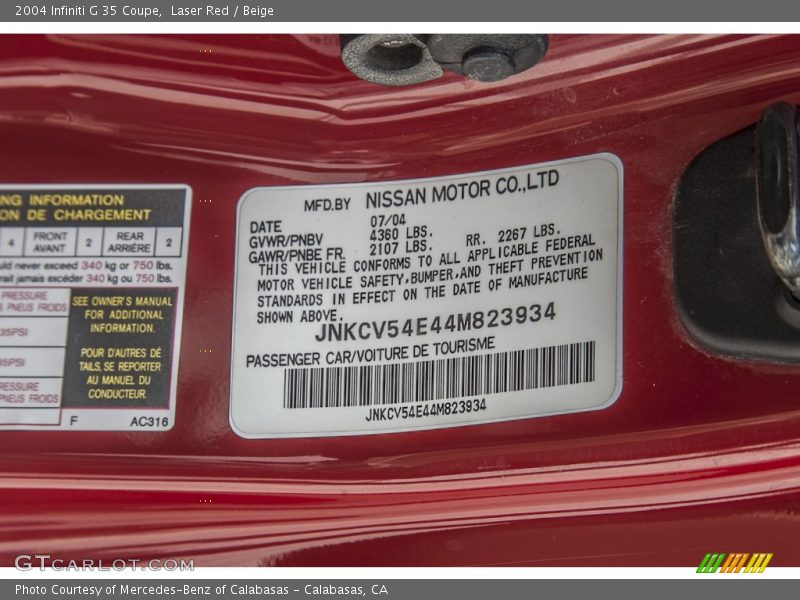 2004 Infiniti G 35 Coupe,  Laser Red / Beige
NG INFORMATION
ON DE CHARGEMENT
4 FRONT AVANT 2 REAR ARRIÈRE 2
uld never exceed 340 kg or 750 lbs.
rait jamais excéder 340 kg ou 750 lbs.
PRESSURE
S PNEUS FROIDS
35PSI
35PSI
PRESSURE
PNEUS FROIDS
SEE OWNER'S MANUAL
FOR ADDITIONAL
INFORMATION.
POUR D'AUTRES DÉ
TAILS, SE REPORTER
AU MANUEL DU
CONDUCTEUR.
F AC316
MFD.BY NISSAN MOTOR CO.,LTD
DATE 07/04
GVWR/PNBV 4360 LBS.
GAWR/PNBE FR. 2107 LBS. RR. 2267 LBS.
THIS VEHICLE CONFORMS TO ALL APPLICABLE FEDERAL
MOTOR VEHICLE SAFETY,BUMPER,AND THEFT PREVENTION
STANDARDS IN EFFECT ON THE DATE OF MANUFACTURE
SHOWN ABOVE.
JNKCV54E44M823934
PASSENGER CAR/VOITURE DE TOURISME
JNKCV54E44M823934
GTCARLOT.COM
Photo Courtesy of Mercedes-Benz of Calabasas - Calabasas, CA